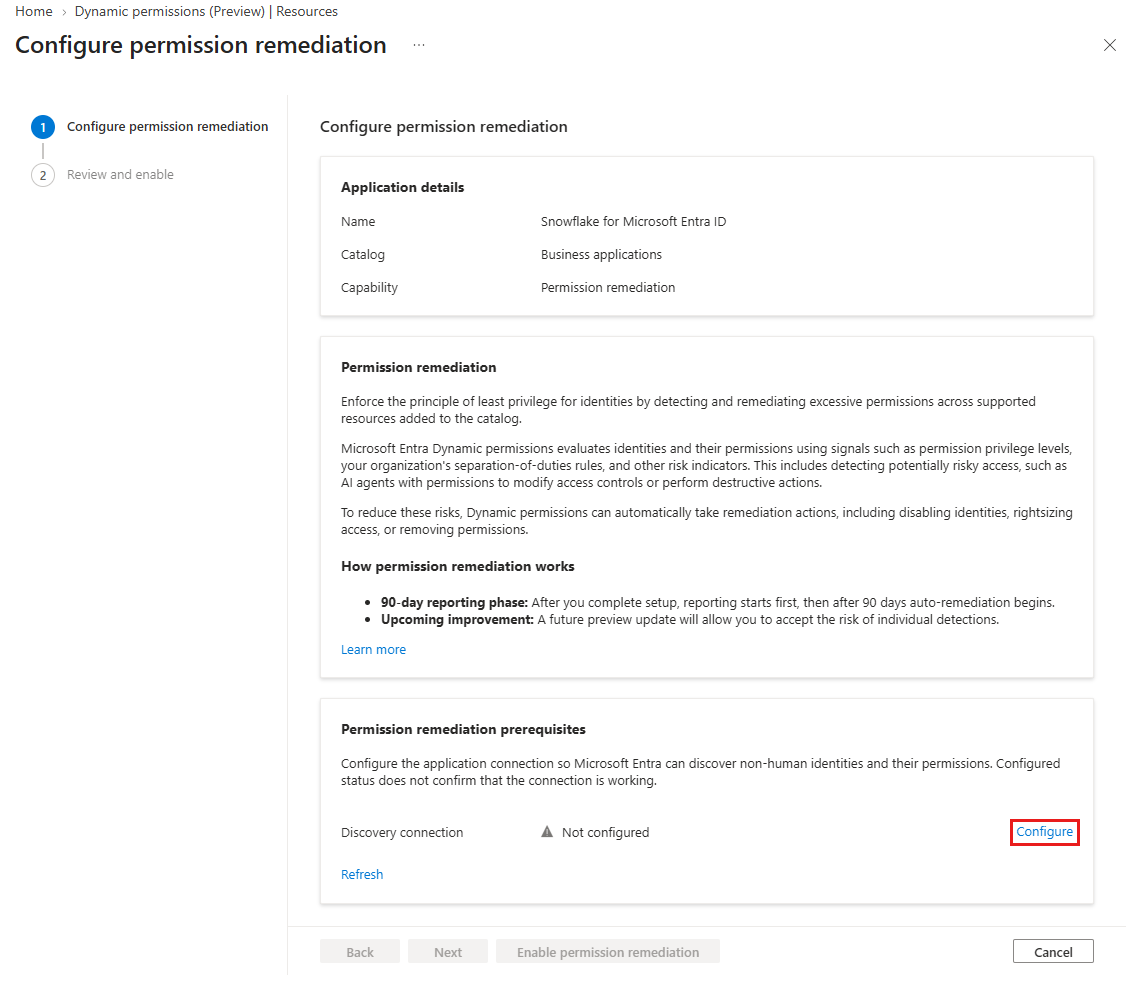 Home > Dynamic permissions (Preview) | Resources
Configure permission remediation ...
1 Configure permission remediation
2 Review and enable
Configure permission remediation
Application details
Name Snowflake for Microsoft Entra ID
Catalog Business applications
Capability Permission remediation
Permission remediation
Enforce the principle of least privilege for identities by detecting and remediating excessive permissions across supported
resources added to the catalog.
Microsoft Entra Dynamic permissions evaluates identities and their permissions using signals such as permission privilege levels,
your organization's separation-of-duties rules, and other risk indicators. This includes detecting potentially risky access, such as
AI agents with permissions to modify access controls or perform destructive actions.
To reduce these risks, Dynamic permissions can automatically take remediation actions, including disabling identities, rightsizing
access, or removing permissions.
How permission remediation works
• 90-day reporting phase: After you complete setup, reporting starts first, then after 90 days auto-remediation begins.
• Upcoming improvement: A future preview update will allow you to accept the risk of individual detections.
Learn more
Permission remediation prerequisites
Configure the application connection so Microsoft Entra can discover non-human identities and their permissions. Configured
status does not confirm that the connection is working.
Discovery connection Not configured Configure
Refresh
Back Next Enable permission remediation Cancel